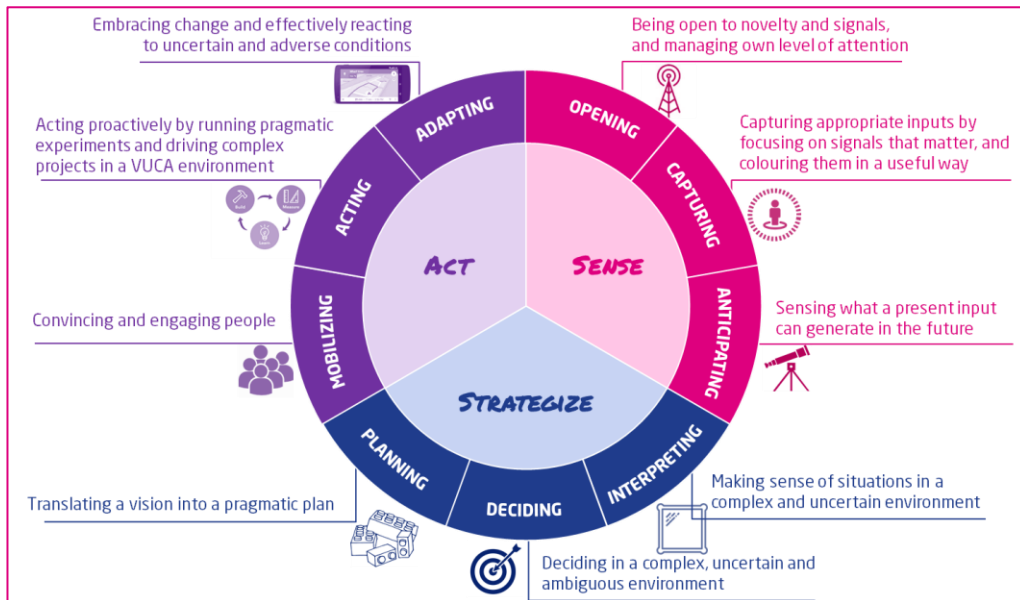 Embracing change and effectively reacting
to uncertain and adverse conditions
ADAPTING
Being open to novelty and signals,
and managing own level of attention
OPENING
Acting proactively by running pragmatic
experiments and driving complex
projects in a VUCA environment
Build
Measure
Learn
ACTING
Capturing appropriate inputs by
focusing on signals that matter, and
colouring them in a useful way
CAPTURING
ACT
SENSE
Convincing and engaging people
MOBILIZING
Sensing what a present input
can generate in the future
ANTICIPATING
STRATEGIZE
Translating a vision into a pragmatic plan
PLANNING
DECIDING
Deciding in a complex, uncertain and
ambiguous environment
INTERPRETING
Making sense of situations in a
complex and uncertain environment